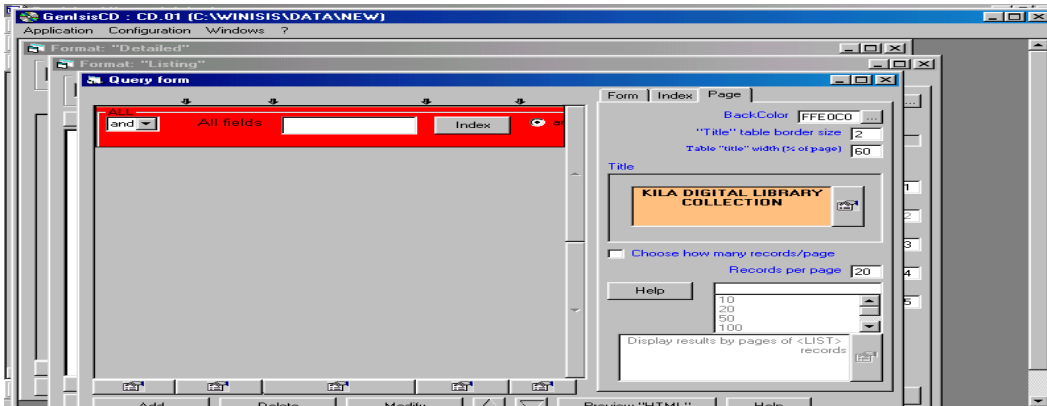 GenIsisCD : CD.01 (C:\WINISIS\DATA\NEW)
Application Configuration Windows ?
Format: "Detailed"
Format: "Listing"
Query form
Form Index Page
ALL
and All fields Index
BackColor FFE0C0 ...
"Title" table border size 2
Table "title" width (% of page) 60
Title
KILA DIGITAL LIBRARY
COLLECTION
Choose how many records/page
Records per page 20
Help
10
20
50
100
Display results by pages of <LIST>
records
1
2
3
4
5
Add Delete Modify Preview "HTML" Help